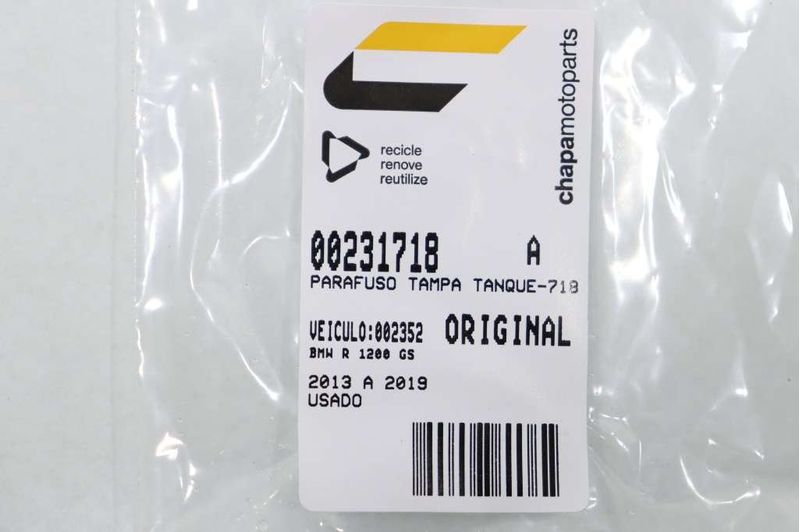 chapamotoparts
recicle
renove
reutilize
00231718 A
PARAFUSO TAMPA TANQUE-718
VEICULO:002352 ORIGINAL
BMW R 1200 GS
2013 A 2019
USADO